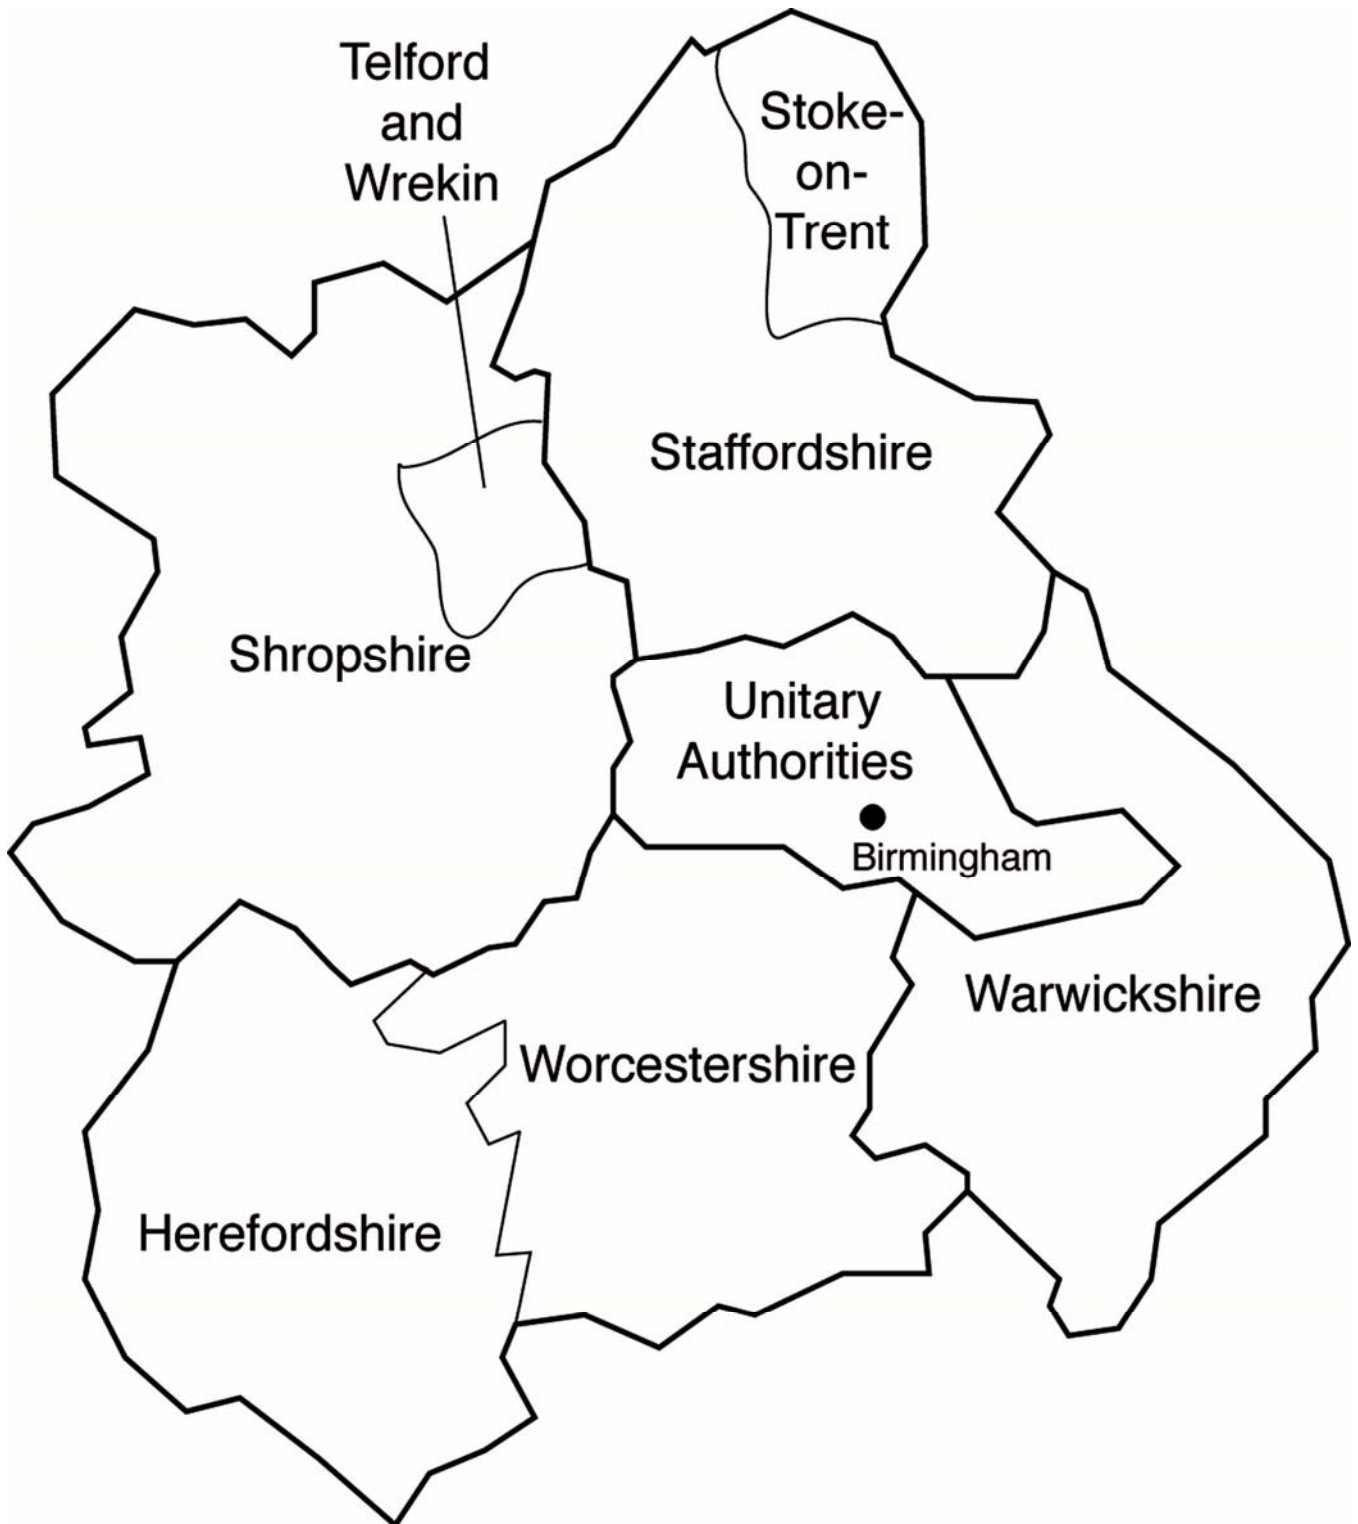 Telford
and
Wrekin
Stoke-
on-
Trent
Staffordshire
Shropshire
Unitary
Authorities
Birmingham
Warwickshire
Worcestershire
Herefordshire